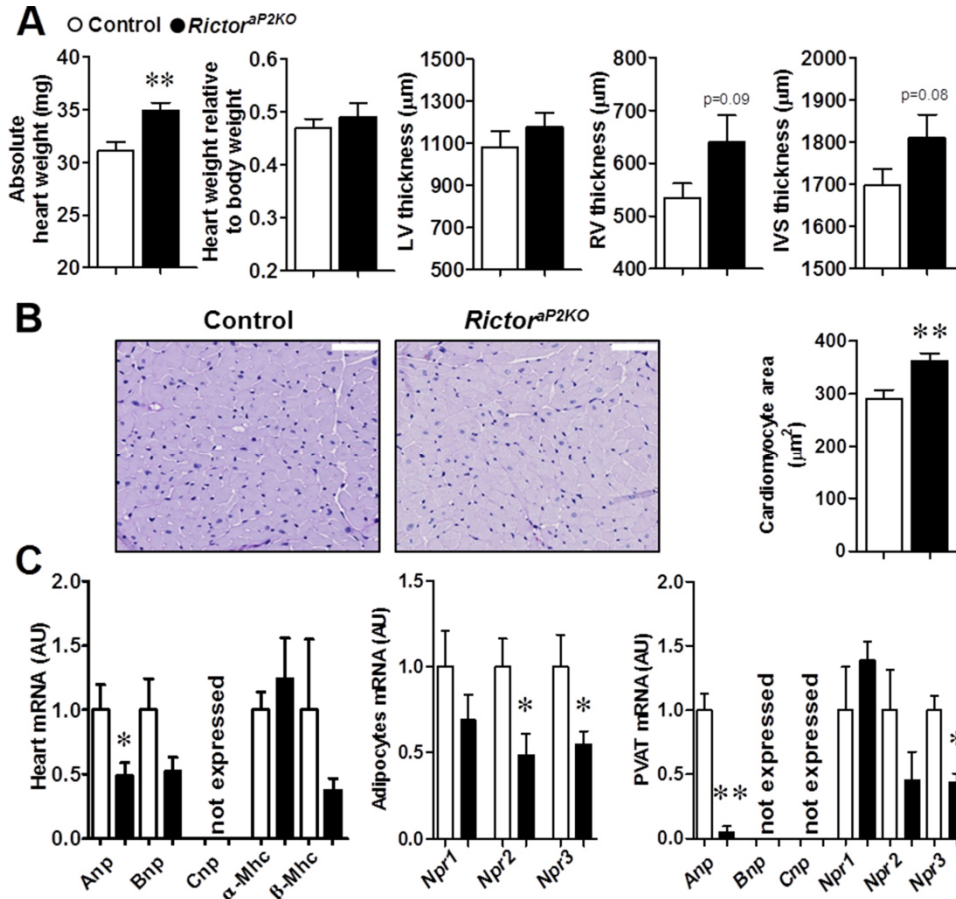 A
Control Rictor^aP2KO
Absolute
heart weight (mg)
40
35
30
25
20
**
Heart weight relative
to body weight
0.6
0.5
0.4
0.3
0.2
LV thickness (μm)
1500
1300
1100
900
700
500
RV thickness (μm)
800
700
600
500
400
p=0.09
IVS thickness (μm)
2000
1900
1800
1700
1600
1500
p=0.08
B
Control
Rictor^aP2KO
Cardiomyocyte area
(μm²)
400
300
200
100
0
**
C
Heart mRNA (AU)
2.0
1.5
1.0
0.5
0.0
*
not expressed
Anp
Bnp
Cnp
α-Mhc
β-Mhc
Adipocytes mRNA (AU)
1.5
1.0
0.5
0.0
*
*
Npr1
Npr2
Npr3
PVAT mRNA (AU)
2.0
1.5
1.0
0.5
0.0
**
not expressed
not expressed
*
Anp
Bnp
Cnp
Npr1
Npr2
Npr3